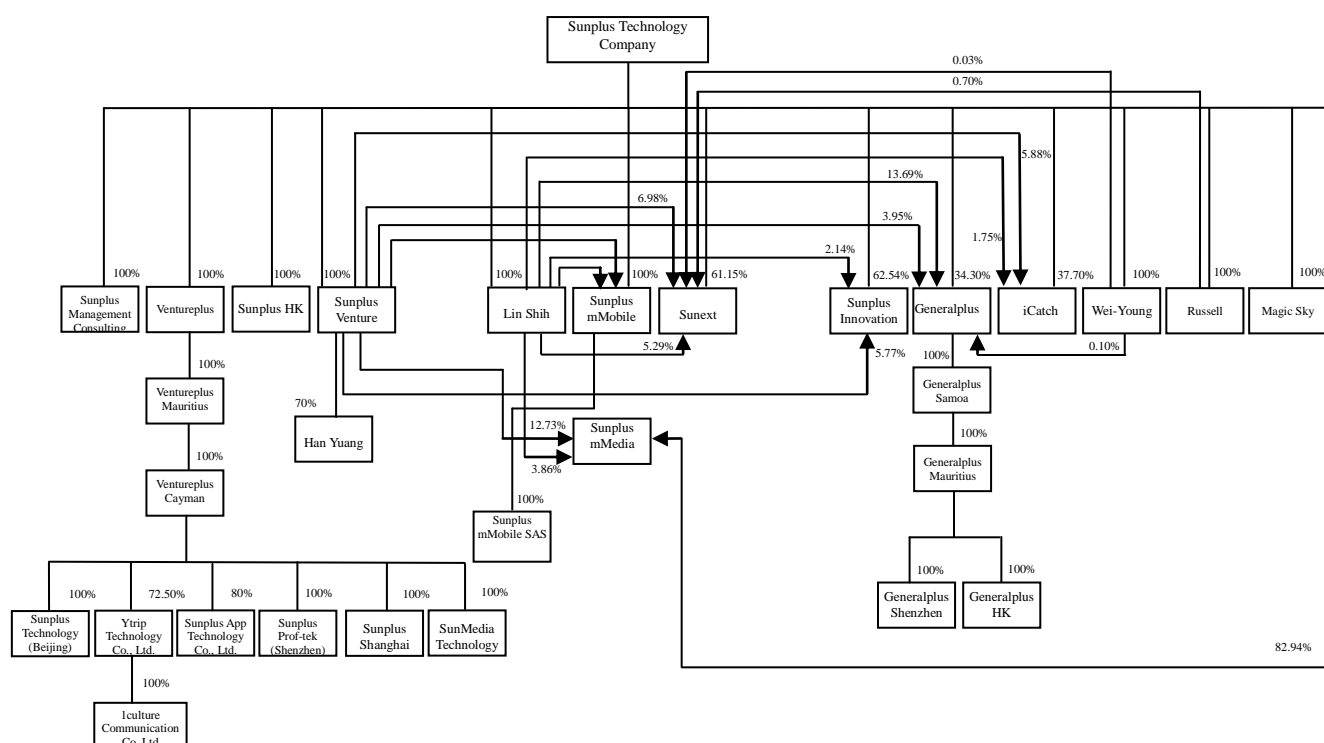 Sunplus Technology
Company
0.03%
0.70%
5.88%
13.69%
6.98%
3.95%
1.75%
2.14%
100%
100%
100%
100%
100%
100%
61.15%
62.54%
34.30%
37.70%
100%
100%
100%
Sunplus
Management
Consulting
Ventureplus
Sunplus HK
Sunplus
Venture
Lin Shih
Sunplus
mMobile
Sunext
Sunplus
Innovation
Generalplus
iCatch
Wei-Young
Russell
Magic Sky
5.29%
5.77%
0.10%
100%
100%
Ventureplus
Mauritius
Generalplus
Samoa
70%
Han Yuang
12.73%
Sunplus
mMedia
3.86%
100%
100%
Ventureplus
Cayman
Generalplus
Mauritius
100%
Sunplus
mMobile SAS
100%
72.50%
80%
100%
100%
100%
100%
100%
Sunplus
Technology
(Beijing)
Ytrip
Technology
Co., Ltd.
Sunplus App
Technology
Co., Ltd.
Sunplus
Prof-tek
(Shenzhen)
Sunplus
Shanghai
SunMedia
Technology
Generalplus
Shenzhen
Generalplus
HK
82.94%
100%
1culture
Communication
Co Ltd